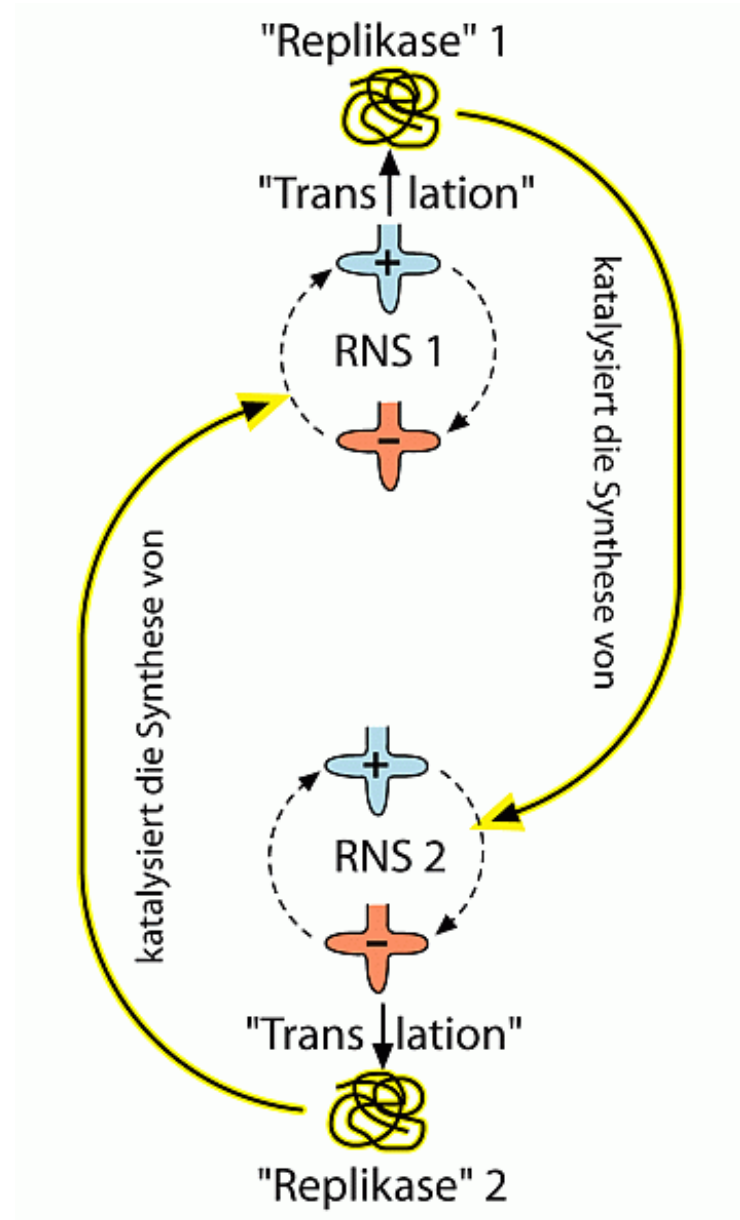 "Replikase" 1
"Trans lation"
+
RNS 1
-
katalysiert die Synthese von
katalysiert die Synthese von
+
RNS 2
-
"Trans lation"
"Replikase" 2